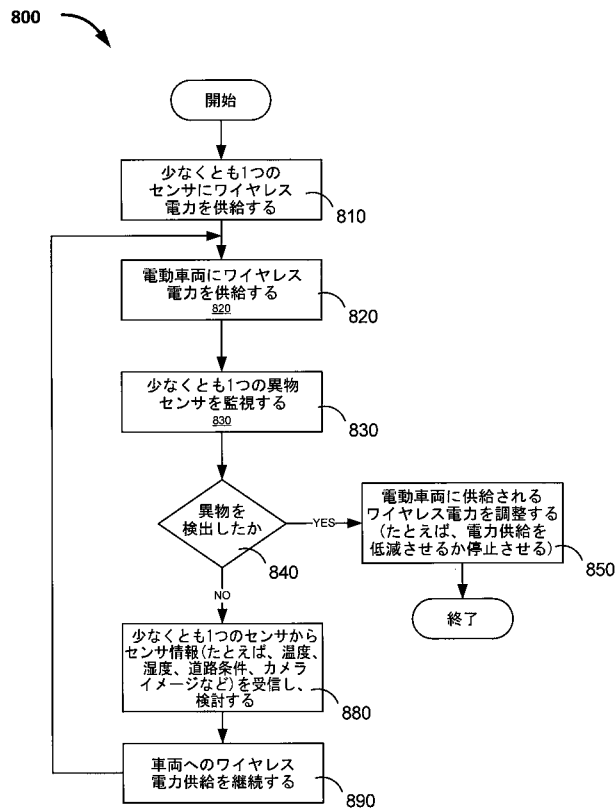 800
開始
少なくとも1つの
センサにワイヤレス
電力を供給する
810
電動車両にワイヤレス
電力を供給する
820
820
少なくとも1つの異物
センサを監視する
830
830
異物を
検出したか
840
YES
電動車両に供給される
ワイヤレス電力を調整する
(たとえば、電力供給を
低減させるか停止させる)
850
終了
NO
少なくとも1つのセンサから
センサ情報(たとえば、温度、
湿度、道路条件、カメラ
イメージなど)を受信し、
検討する
880
車両へのワイヤレス
電力供給を継続する
890